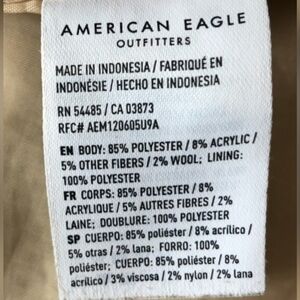 AMERICAN EAGLE
OUTFITTERS
MADE IN INDONESIA / FABRIQUÉ EN
INDONÉSIE / HECHO EN INDONESIA
RN 54485 / CA 03873
RFC# AEM120605U9A
EN BODY: 85% POLYESTER / 8% ACRYLIC /
5% OTHER FIBERS / 2% WOOL; LINING:
100% POLYESTER
FR CORPS: 85% POLYESTER / 8%
ACRYLIQUE / 5% AUTRES FIBRES / 2%
LAINE; DOUBLURE: 100% POLYESTER
SP CUERPO: 85% poliéster / 8% acrílico /
5% otras / 2% lana; FORRO: 100%
poliéster; CUERPO: 85% poliéster / 8%
acrílico / 3% viscosa / 2% nylon / 2% lana